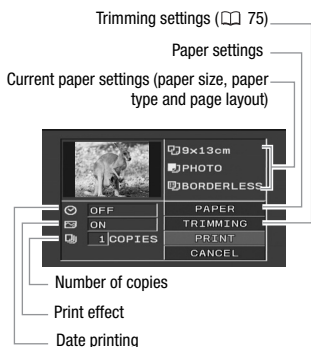 Trimming settings ( 75)
Paper settings
Current paper settings (paper size, paper
type and page layout)
9x13cm
PHOTO
BORDERLESS
OFF
PAPER
ON
TRIMMING
1 COPIES
PRINT
CANCEL
Number of copies
Print effect
Date printing